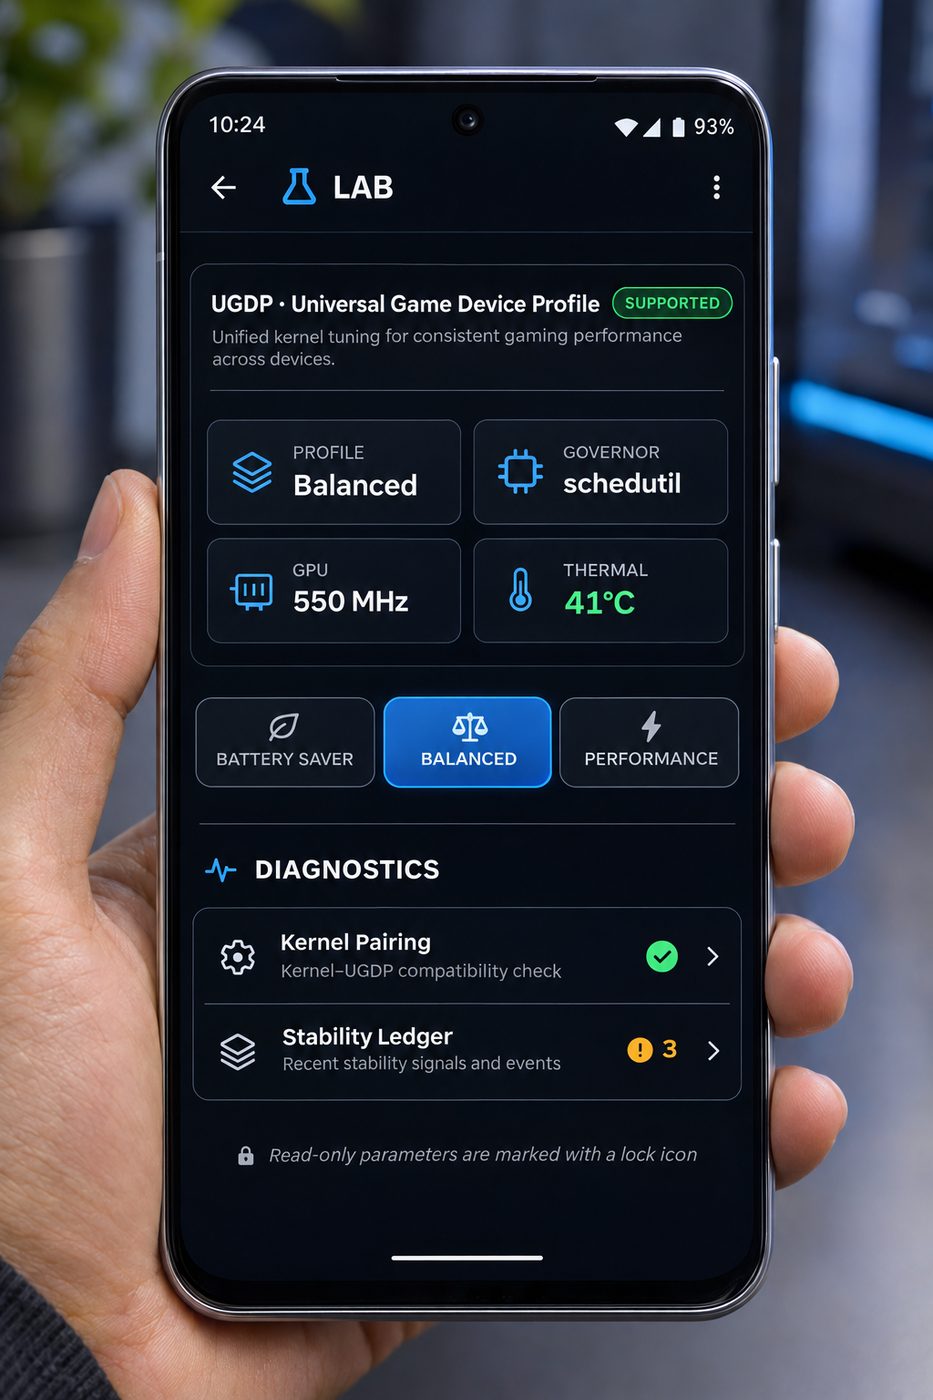 10:24
93%
LAB
UGDP • Universal Game Device Profile
SUPPORTED
Unified kernel tuning for consistent gaming performance
across devices.
PROFILE
Balanced
GOVERNOR
schedutil
GPU
550 MHz
THERMAL
41°C
BATTERY SAVER
BALANCED
PERFORMANCE
DIAGNOSTICS
Kernel Pairing
Kernel–UGDP compatibility check
Stability Ledger
Recent stability signals and events
3
Read-only parameters are marked with a lock icon